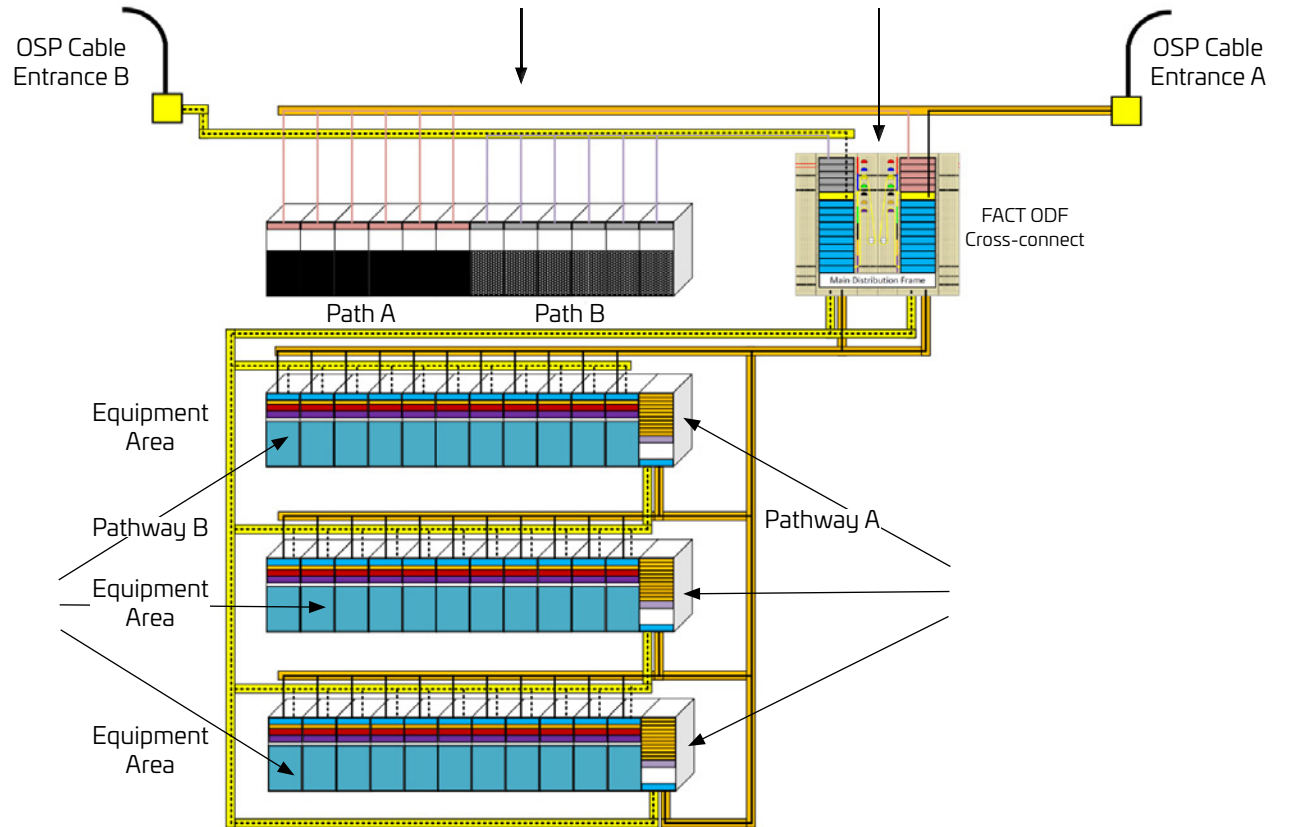 OSP Cable
Entrance B
OSP Cable
Entrance A
FACT ODF
Cross-connect
Main Distribution Frame
Path A
Path B
Equipment
Area
Pathway B
Pathway A
Equipment
Area
Equipment
Area